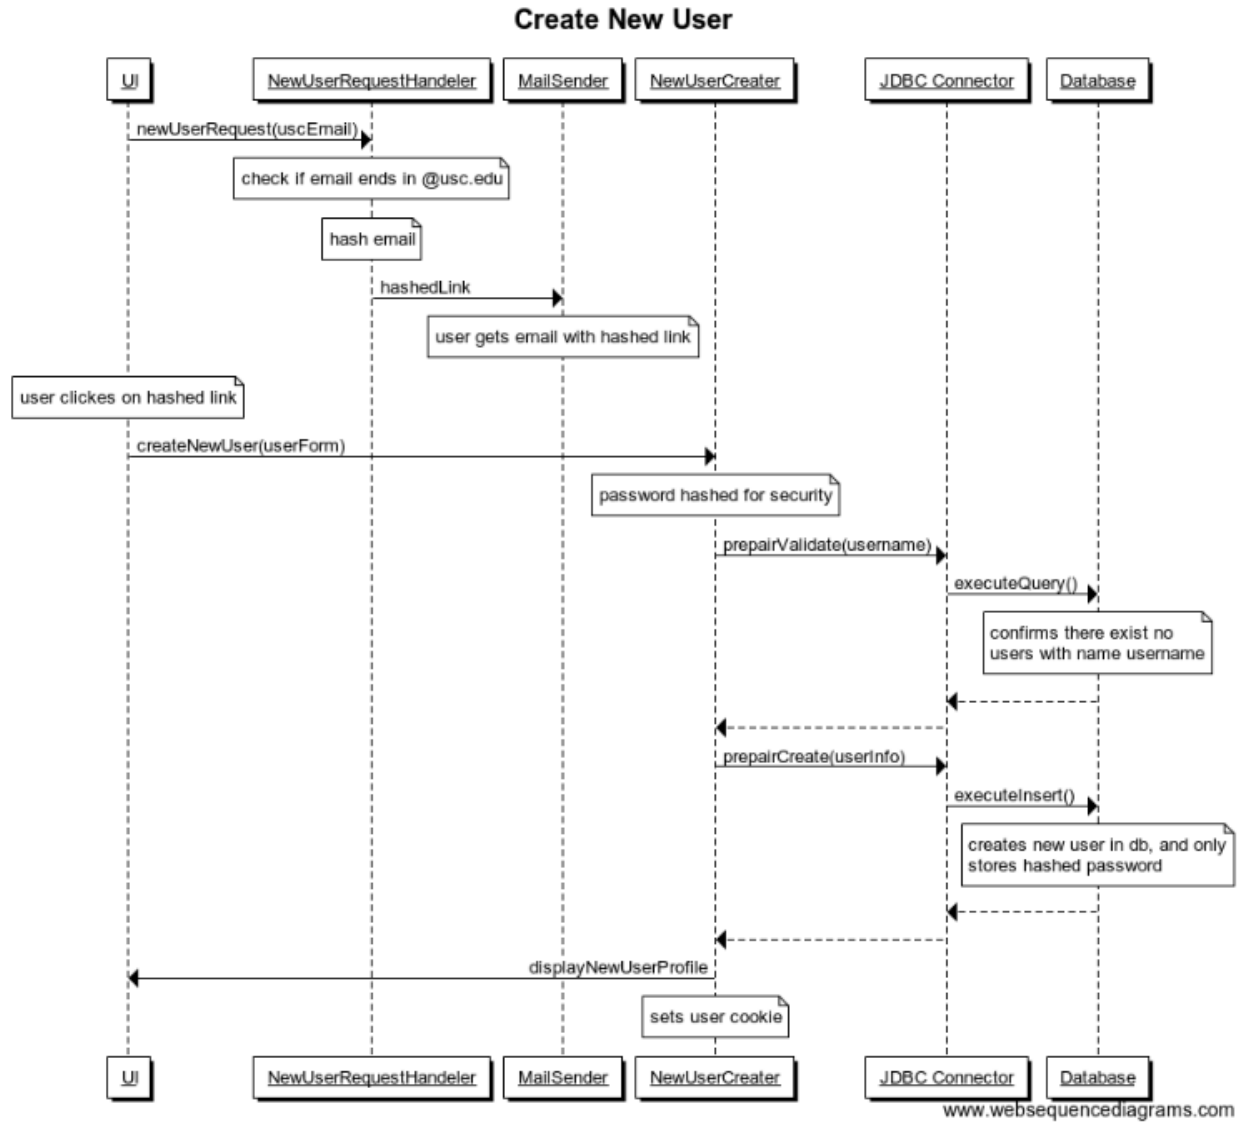 Create New User
UI
NewUserRequestHandeler
MailSender
NewUserCreater
JDBC Connector
Database
newUserRequest(uscEmail)
check if email ends in @usc.edu
hash email
hashedLink
user gets email with hashed link
user clickes on hashed link
createNewUser(userForm)
password hashed for security
prepairValidate(username)
executeQuery()
confirms there exist no
users with name username
prepairCreate(userInfo)
executeInsert()
creates new user in db, and only
stores hashed password
displayNewUserProfile
sets user cookie
UI
NewUserRequestHandeler
MailSender
NewUserCreater
JDBC Connector
Database
www.websequencediagrams.com